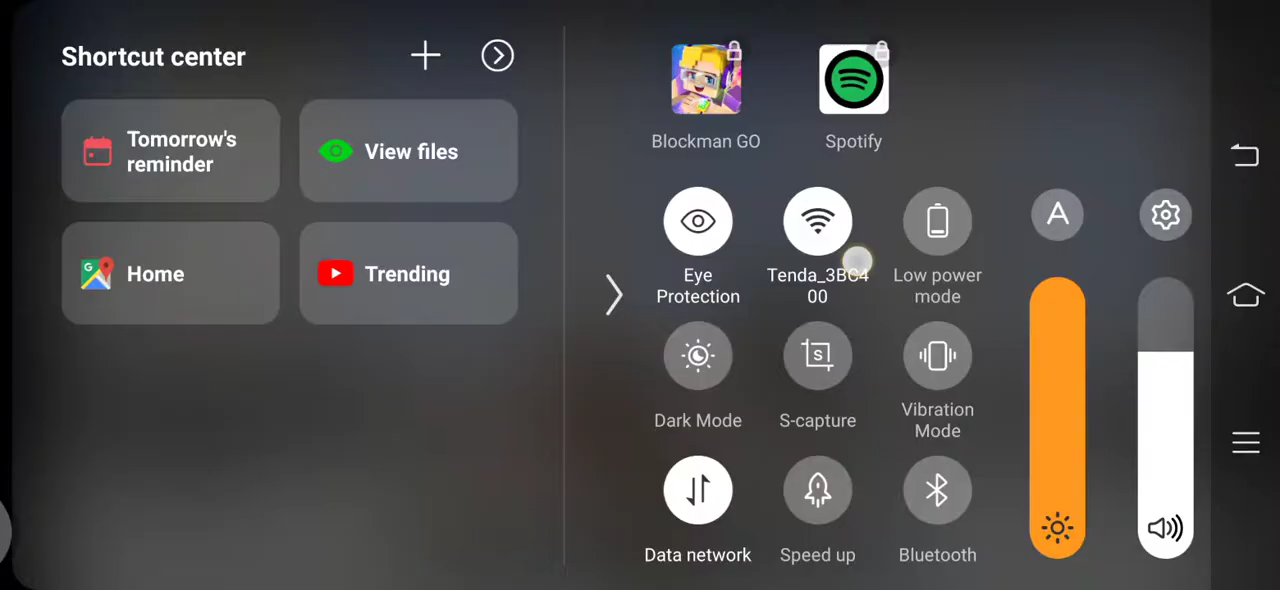 Shortcut center
Tomorrow's
reminder
View files
Home
Trending
Blockman GO
Spotify
Eye
Protection
Tenda_3BC4
00
Low power
mode
A
Dark Mode
S
S-capture
Vibration
Mode
Data network
Speed up
Bluetooth